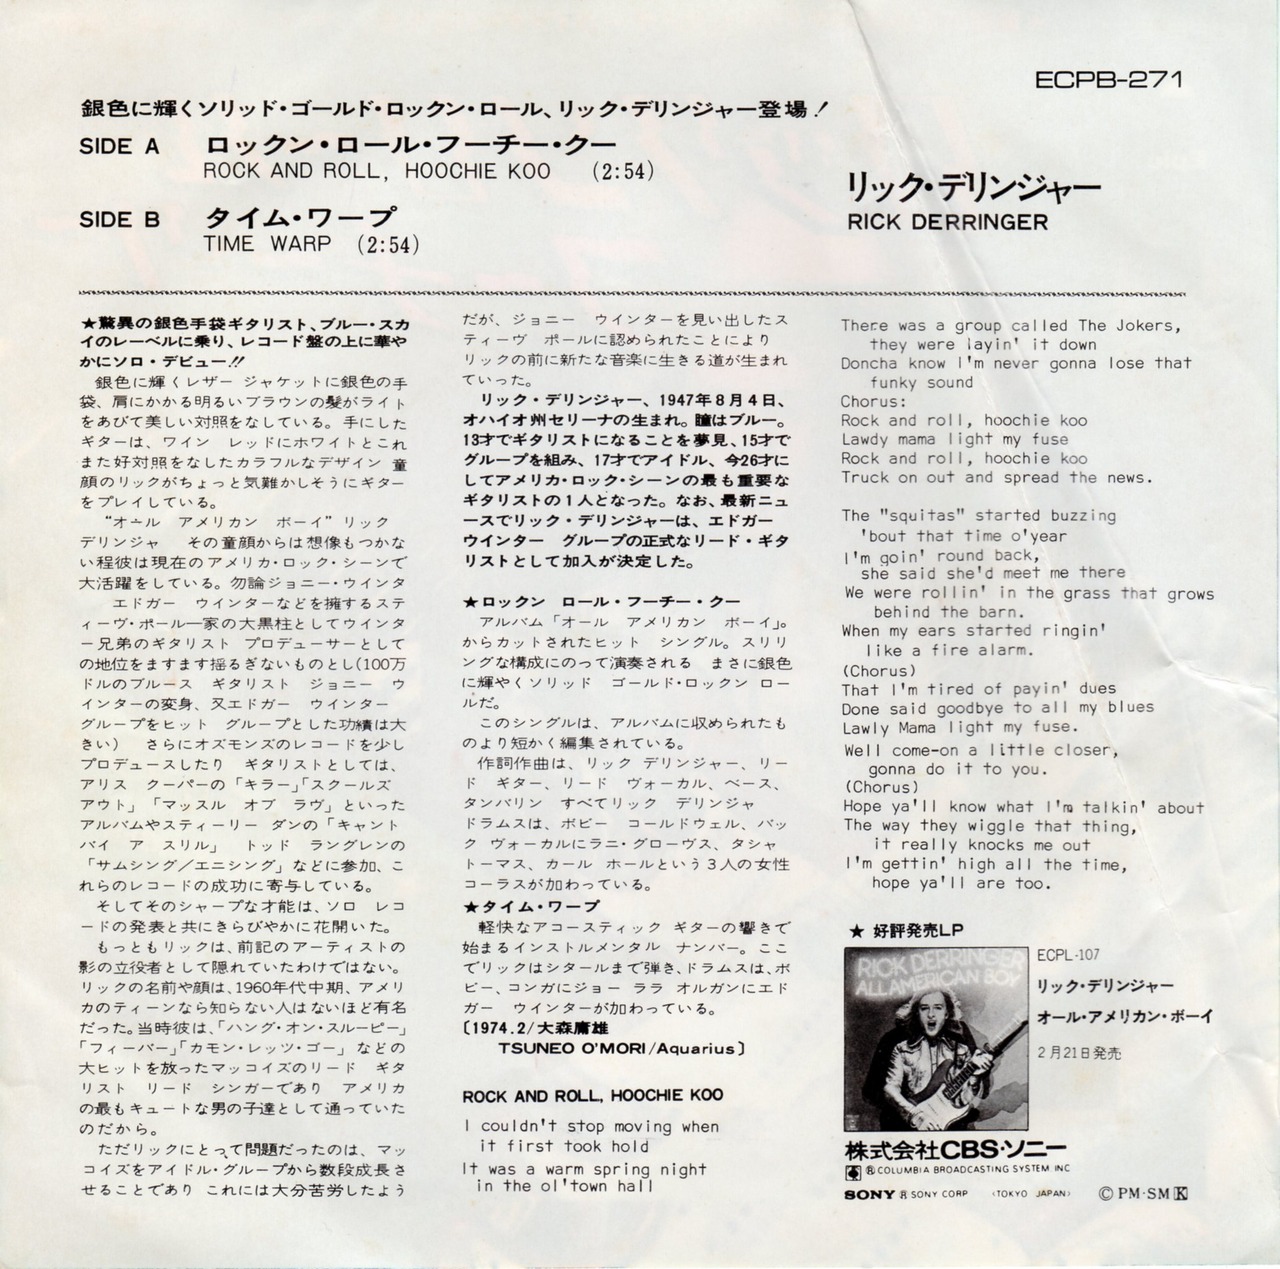 ECPB-271
銀色に輝くソリッド・ゴールド・ロックン・ロール、リック・デリンジャー登場！
SIDE A ロックン・ロール・フーチー・クー
ROCK AND ROLL, HOOCHIE KOO (2:54)
SIDE B タイム・ワープ
TIME WARP (2:54)
リック・デリンジャー
RICK DERRINGER
★驚異の銀色手袋ギタリスト、ブルー・スカ
イのレーベルに乗り、レコード盤の上に華や
かにソロ・デビュー!!
銀色に輝くレザー ジャケットに銀色の手
袋、肩にかかる明るいブラウンの髪がライト
をあびて美しい対照をなしている。手にした
ギターは、ワイン レッドにホワイトとこれ
また好対照をなしたカラフルなデザイン 童
顔のリックがちょっと気難かしそうにギター
をプレイしている。
“オール アメリカン ボーイ”リック
デリンジャ その童顔からは想像もつかな
い程彼は現在のアメリカ・ロック・シーンで
大活躍をしている。勿論ジョニー・ウインタ
エドガー ウインターなどを擁するステ
ィーヴ・ポール一家の大黒柱としてウインタ
ー兄弟のギタリスト プロデューサーとして
の地位をますます揺るぎないものとし(100万
ドルのブルース ギタリスト ジョニー ウ
インターの変身、又エドガー ウインター
グループをヒット グループとした功績は大
きい) さらにオズモンズのレコードを少し
プロデュースしたり ギタリストとしては、
アリス クーパーの「キラー」「スクールズ
アウト」「マッスル オブ ラヴ」といった
アルバムやスティーリー ダンの「キャント
バイ ア スリル」 トッド ラングレンの
「サムシング／エニシング」などに参加、こ
れらのレコードの成功に寄与している。
そしてそのシャープな才能は、ソロ レコ
ードの発表と共にきらびやかに花開いた。
もっともリックは、前記のアーティストの
影の立役者として隠れていたわけではない。
リックの名前や顔は、1960年代中期、アメリ
カのティーンなら知らない人はないほど有名
だった。当時彼は、「ハング・オン・スルーピー」
「フィーバー」「カモン・レッツ・ゴー」などの
大ヒットを放ったマッコイズのリード ギタ
リスト リード シンガーであり アメリカ
の最もキュートな男の子達として通っていた
のだから。
ただリックにとって問題だったのは、マッ
コイズをアイドル・グループから数段成長さ
せることであり これには大分苦労したよう
だが、ジョニー ウインターを見い出したス
ティーヴ ポールに認められたことにより
リックの前に新たな音楽に生きる道が生まれ
ていった。
リック・デリンジャー、1947年8月4日、
オハイオ州セリーナの生まれ。瞳はブルー。
13才でギタリストになることを夢見、15才で
グループを組み、17才でアイドル、今26才に
してアメリカ・ロック・シーンの最も重要な
ギタリストの1人となった。なお、最新ニュ
ースでリック・デリンジャーは、エドガー
ウインター グループの正式なリード・ギタ
リストとして加入が決定した。
★ロックン ロール・フーチー・クー
アルバム「オール アメリカン ボーイ」。
からカットされたヒット シングル。スリリ
ングな構成にのって演奏される まさに銀色
に輝やくソリッド ゴールド・ロックン ロー
ルだ。
このシングルは、アルバムに収められたも
のより短かく編集されている。
作詞作曲は、リック デリンジャー、リー
ド ギター、リード ヴォーカル、ベース、
タンバリン すべてリック デリンジャ
ドラムスは、ボビー コールドウェル、バッ
ク ヴォーカルにラニ・グローヴス、タシャ
トーマス、カール ホールという3人の女性
コーラスが加わっている。
★タイム・ワープ
軽快なアコースティック ギターの響きで
始まるインストルメンタル ナンバー。ここ
でリックはシタールまで弾き、ドラムスは、ボ
ビー、コンガにジョー ララ オルガンにエド
ガー ウインターが加わっている。
〔1974.2/大森庸雄
TSUNEO O'MORI/Aquarius〕
ROCK AND ROLL, HOOCHIE KOO
I couldn't stop moving when
it first took hold
It was a warm spring night
in the ol'town hall
There was a group called The Jokers,
they were layin' it down
Doncha know I'm never gonna lose that
funky sound
Chorus:
Rock and roll, hoochie koo
Lawdy mama light my fuse
Rock and roll, hoochie koo
Truck on out and spread the news.
The "squitas" started buzzing
'bout that time o'year
I'm goin' round back,
she said she'd meet me there
We were rollin' in the grass that grows
behind the barn.
When my ears started ringin'
like a fire alarm.
(Chorus)
That I'm tired of payin' dues
Done said goodbye to all my blues
Lawly Mama light my fuse.
Well come-on a little closer,
gonna do it to you.
(Chorus)
Hope ya'll know what I'm talkin' about
The way they wiggle that thing,
it really knocks me out
I'm gettin' high all the time,
hope ya'll are too.
★ 好評発売LP
RICK DERRINGER
ALL AMERICAN BOY
ECPL-107
リック・デリンジャー
オール・アメリカン・ボーイ
2月21日発売
株式会社CBS・ソニー
® COLUMBIA BROADCASTING SYSTEM INC
SONY ® SONY CORP (TOKYO JAPAN) © PM・SM K